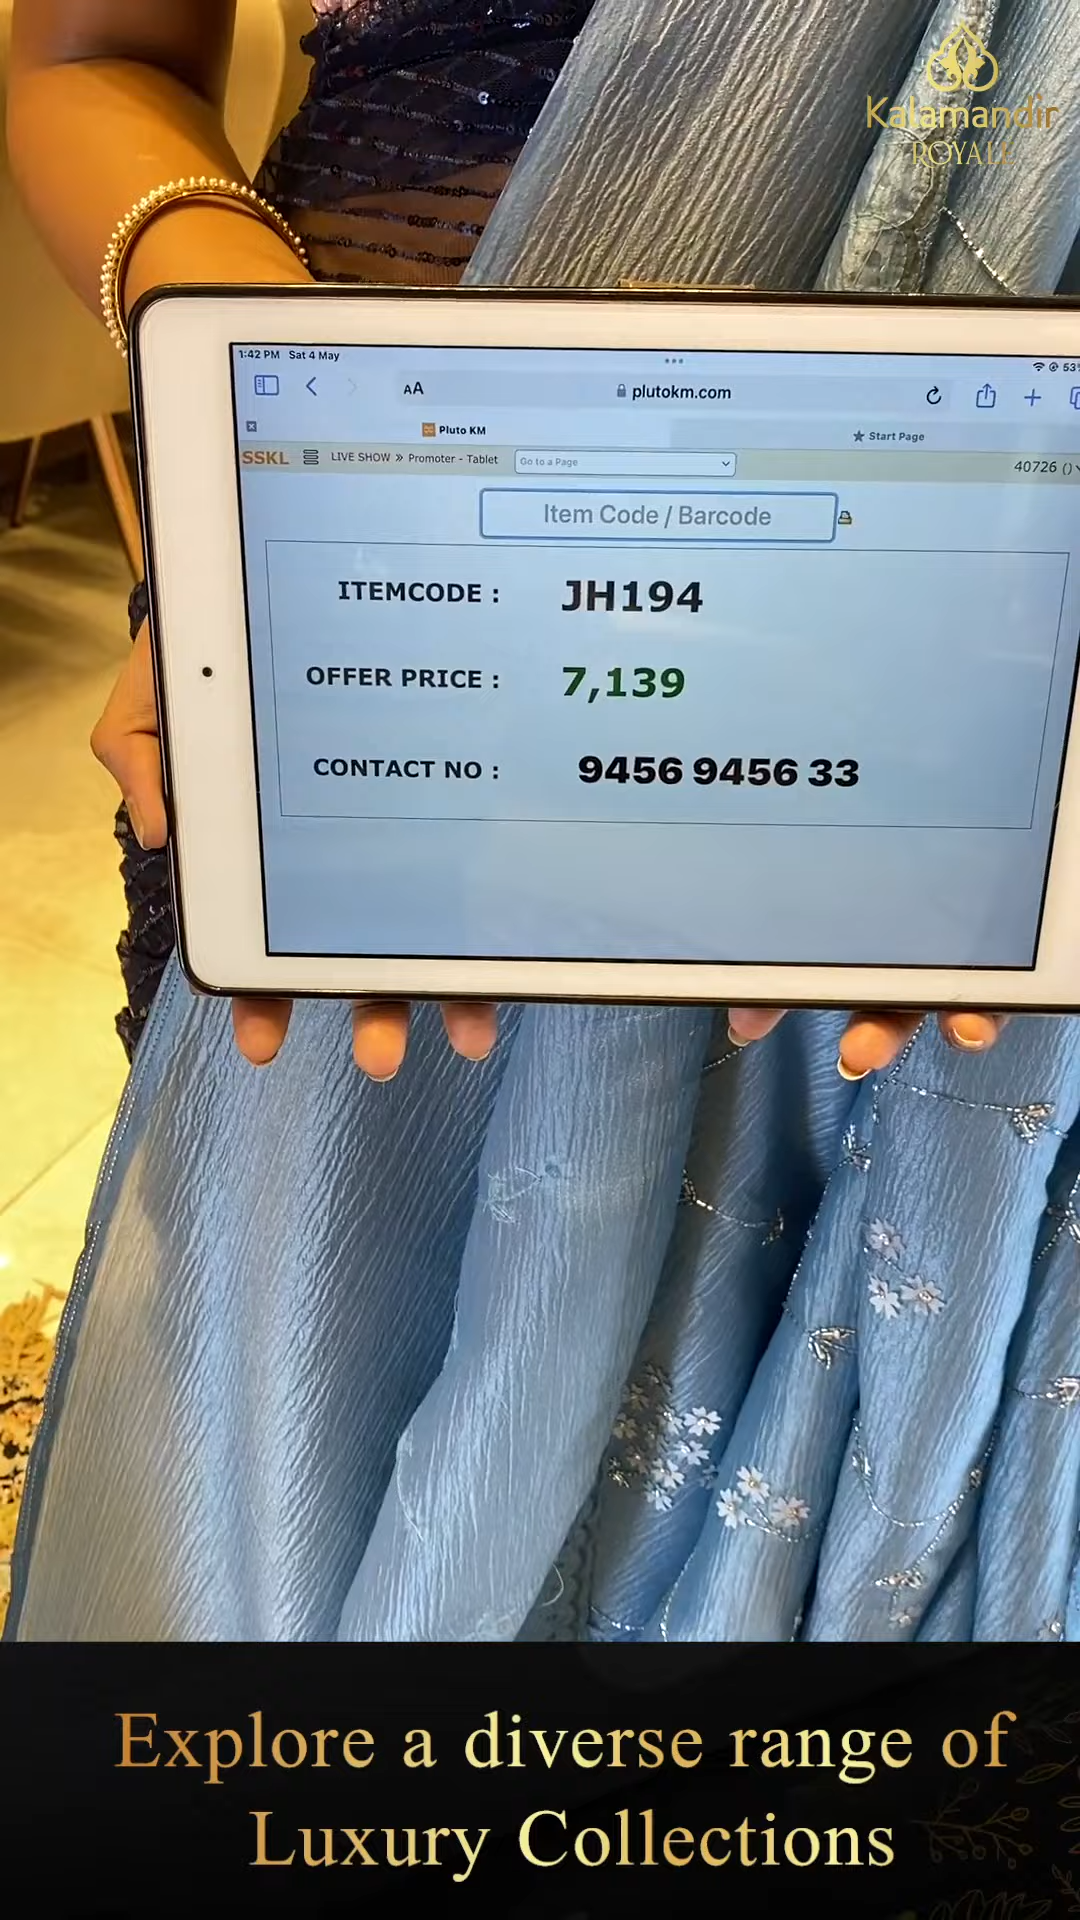 Kalamandir
ROYALE
1:42 PM Sat 4 May
53%
AA
plutokm.com
Pluto KM
Start Page
SSKL
LIVE SHOW » Promoter - Tablet
Go to a Page
40726 ()
Item Code / Barcode
ITEMCODE : JH194
OFFER PRICE : 7,139
CONTACT NO : 9456 9456 33
Explore a diverse range of
Luxury Collections